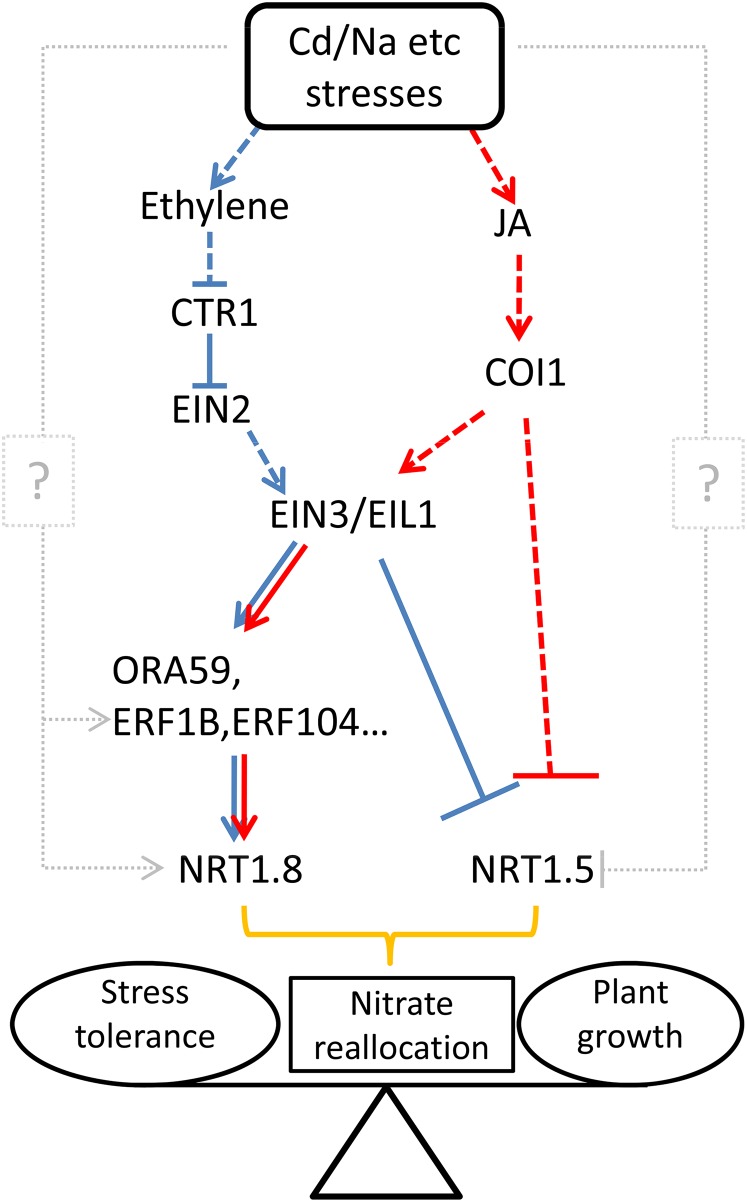 Cd/Na etc
stresses
Ethylene
JA
CTR1
COI1
EIN2
?
?
EIN3/EIL1
ORA59,
ERF1B,ERF104...
NRT1.8
NRT1.5
Stress
tolerance
Nitrate
reallocation
Plant
growth